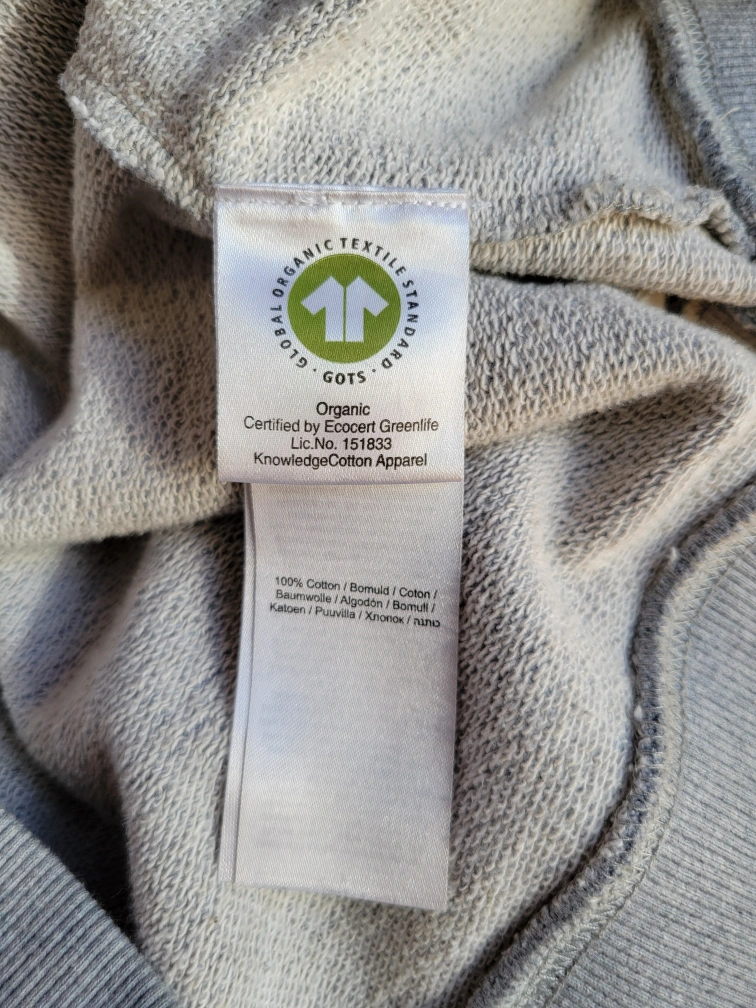 GLOBAL ORGANIC TEXTILE STANDARD · GOTS ·
Organic
Certified by Ecocert Greenlife
Lic.No. 151833
KnowledgeCotton Apparel
100% Cotton / Bomuld / Coton /
Baumwolle / Algodón / Bomull /
Katoen / Puuvilla / Хлопок / כותנה